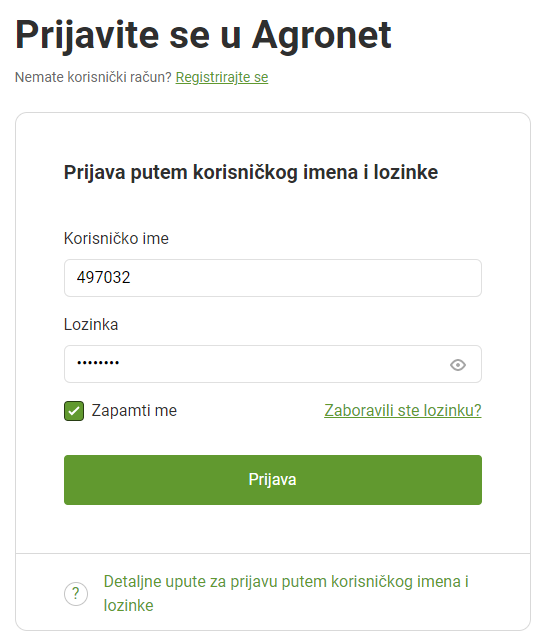 Prijavite se u Agronet
Nemate korisnički račun? Registrirajte se
Prijava putem korisničkog imena i lozinke
Korisničko ime
497032
Lozinka
••••••••
Zapamti me Zaboravili ste lozinku?
Prijava
? Detaljne upute za prijavu putem korisničkog imena i
lozinke